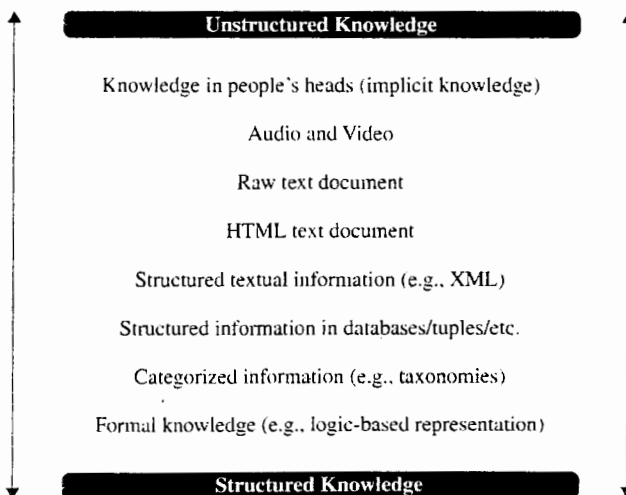 Unstructured Knowledge
Knowledge in people's heads (implicit knowledge)
Audio and Video
Raw text document
HTML text document
Structured textual information (e.g., XML)
Structured information in databases/tuples/etc.
Categorized information (e.g., taxonomies)
Formal knowledge (e.g., logic-based representation)
Structured Knowledge